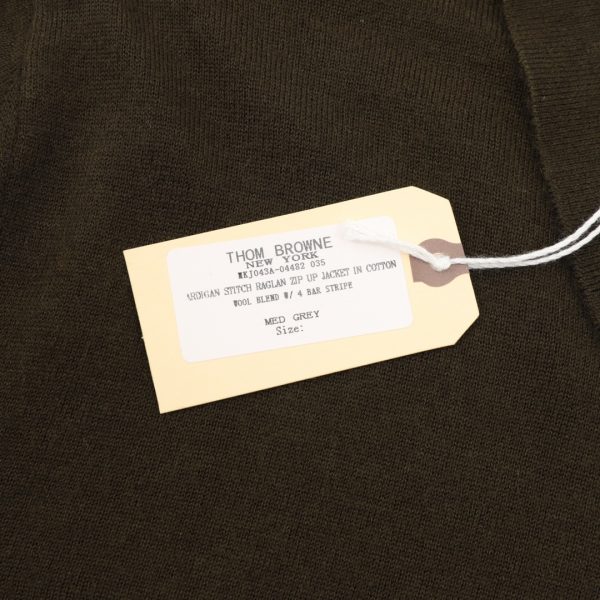 THOM BROWNE
NEW YORK
MKJ043A-04482 035
ARDIGAN STITCH RAGLAN ZIP UP JACKET IN COTTON
WOOL BLEND W/ 4 BAR STRIPE
MED GREY
Size: